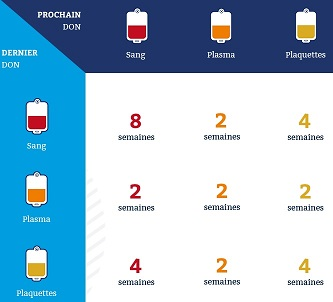 PROCHAIN
DON
DERNIER
DON
Sang Plasma Plaquettes
Sang
8 2 4
semaines semaines semaines
Plasma
2 2 2
semaines semaines semaines
Plaquettes
4 2 4
semaines semaines semaines